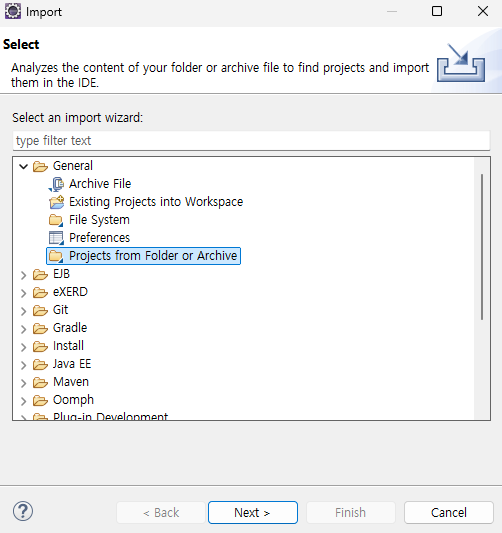 Import
Select
Analyzes the content of your folder or archive file to find projects and import
them in the IDE.
Select an import wizard:
type filter text
General
Archive File
Existing Projects into Workspace
File System
Preferences
Projects from Folder or Archive
EJB
eXERD
Git
Gradle
Install
Java EE
Maven
Oomph
Plug-in Development
?
< Back
Next >
Finish
Cancel